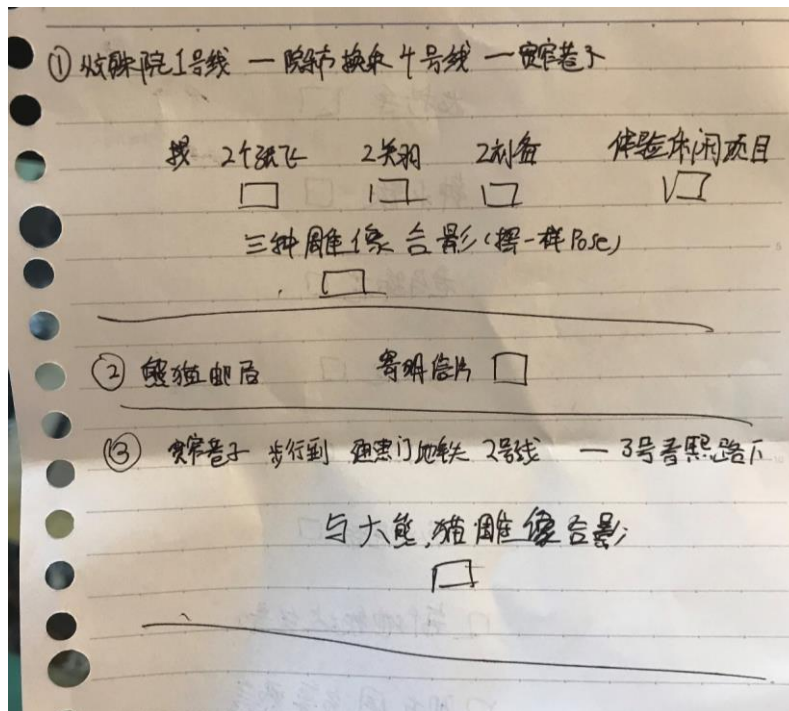 ① 文殊院1号线 — 骡马市换乘4号线 — 宽窄巷下
找 2个张飞 2关羽 2刘备 体验休闲项目
三种雕像合影(摆一样Pose)
② 熊猫邮局 寄明信片
③ 宽窄巷子 步行到 通惠门地铁 2号线 — 3号春熙路下
与大熊猫雕像合影